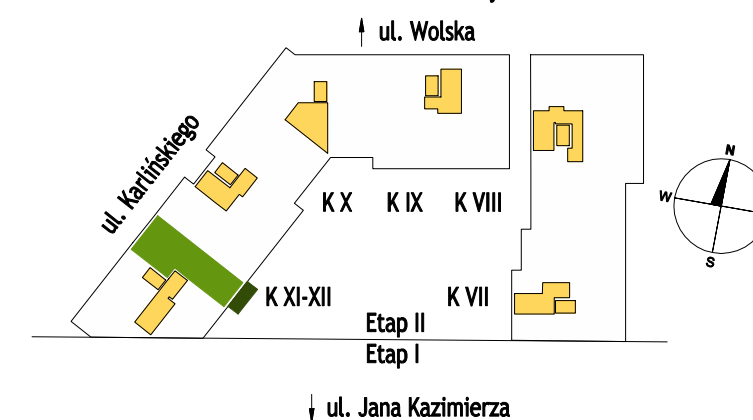 ul. Wolska
ul. Karlińskiego
N
W
S
K X
K IX
K VIII
K XI-XII
K VII
Etap II
Etap I
ul. Jana Kazimierza